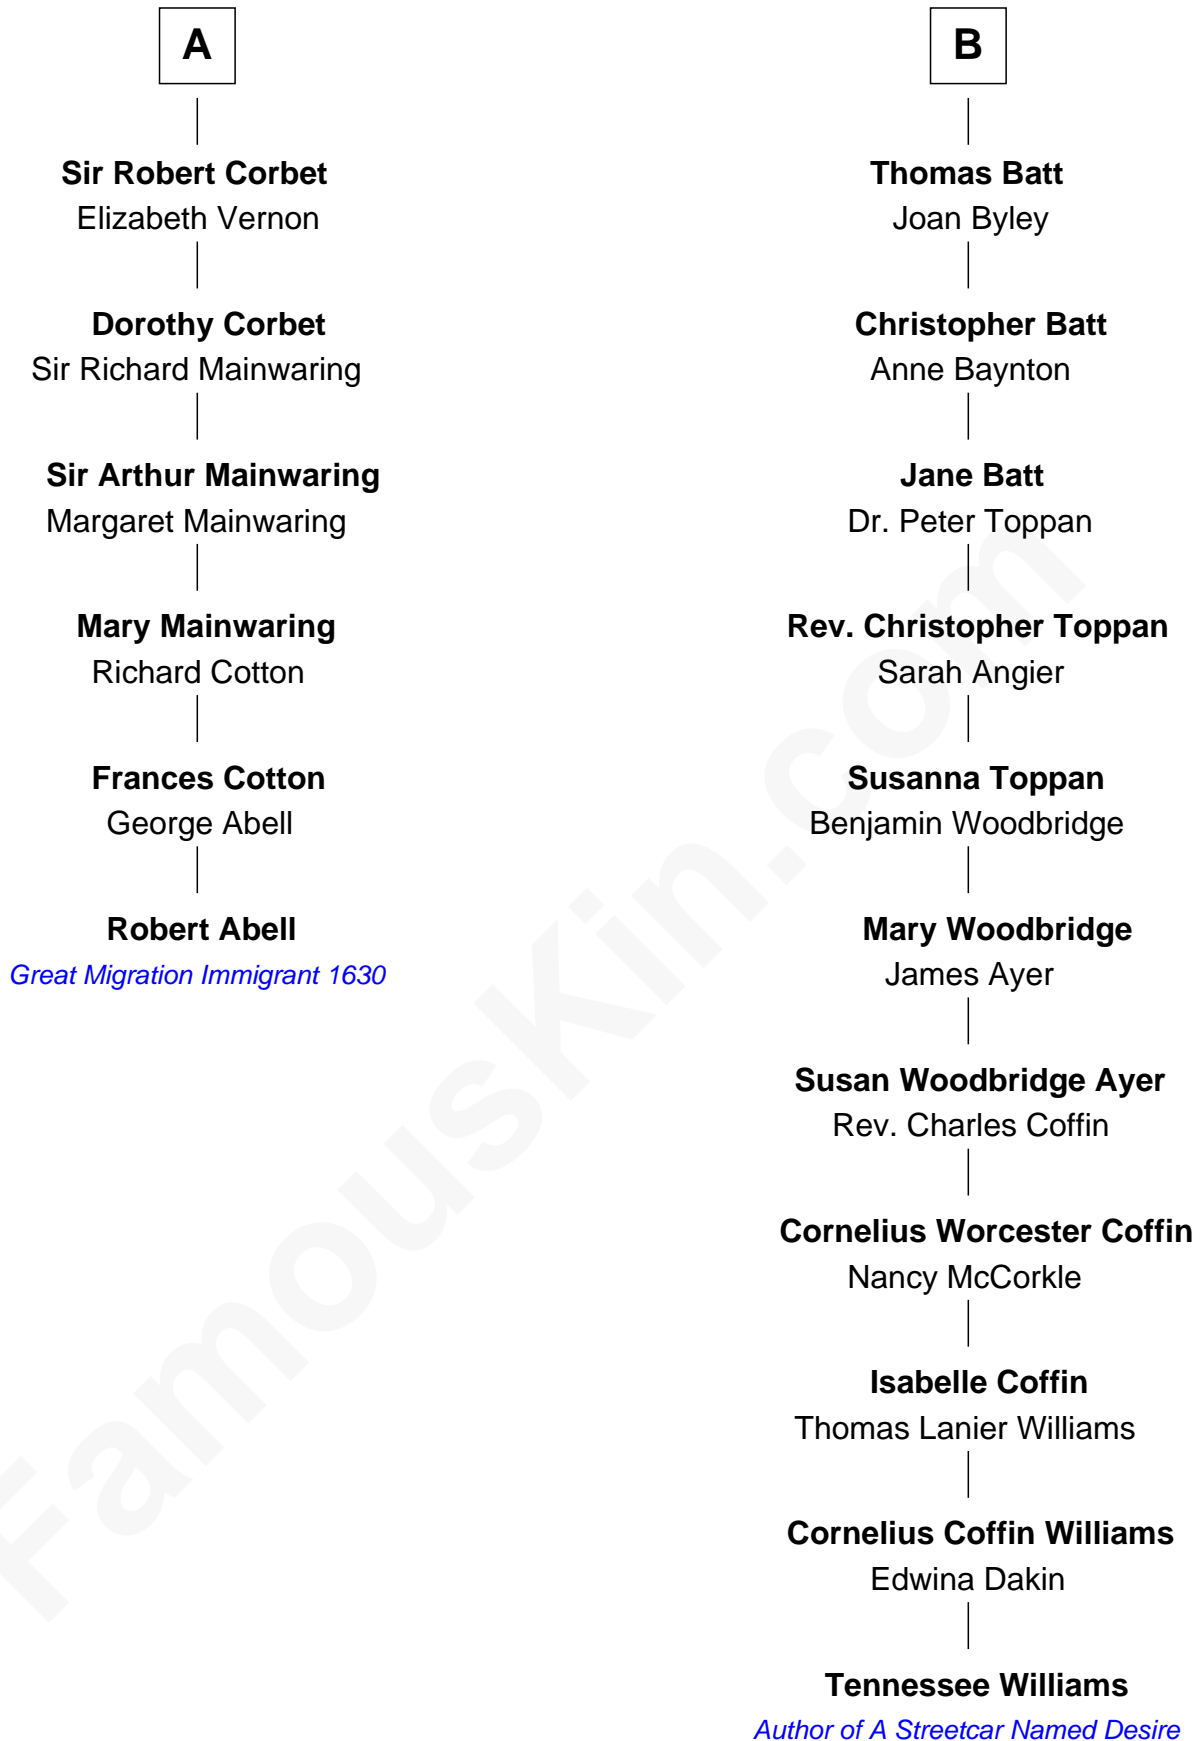 A
Sir Robert Corbet
Elizabeth Vernon
Dorothy Corbet
Sir Richard Mainwaring
Sir Arthur Mainwaring
Margaret Mainwaring
Mary Mainwaring
Richard Cotton
Frances Cotton
George Abell
Robert Abell
Great Migration Immigrant 1630
B
Thomas Batt
Joan Byley
Christopher Batt
Anne Baynton
Jane Batt
Dr. Peter Toppan
Rev. Christopher Toppan
Sarah Angier
Susanna Toppan
Benjamin Woodbridge
Mary Woodbridge
James Ayer
Susan Woodbridge Ayer
Rev. Charles Coffin
Cornelius Worcester Coffin
Nancy McCorkle
Isabelle Coffin
Thomas Lanier Williams
Cornelius Coffin Williams
Edwina Dakin
Tennessee Williams
Author of A Streetcar Named Desire
FamousKin.com